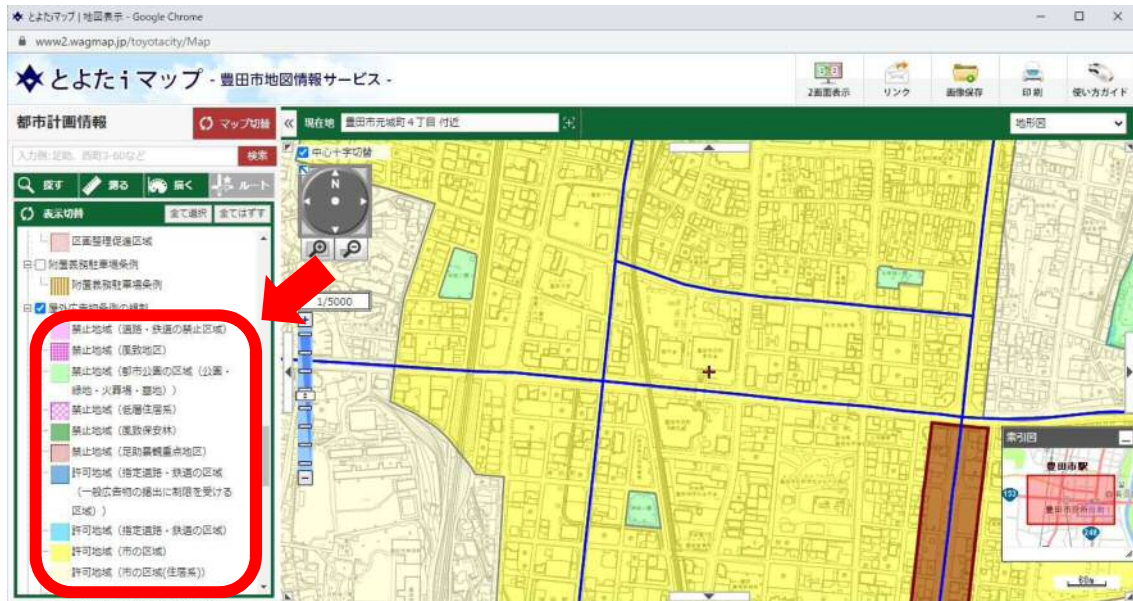 とよたiマップ | 地図表示 - Google Chrome
www2.wagmap.jp/toyotacity/Map
とよたiマップ - 豊田市地図情報サービス -
2画面表示
リンク
画像保存
印刷
使い方ガイド
都市計画情報
マップ切替
現在地
豊田市元城町4丁目 付近
地形図
入力例:足助、西町3-60など
検索
中心十字切替
探す
測る
描く
ルート
N
表示切替
全て選択
全てはずす
区画整理促進区域
附置義務駐車場条例
附置義務駐車場条例
1/5000
屋外広告物条例の規制
禁止地域（道路・鉄道の禁止区域）
禁止地域（風致地区）
禁止地域（都市公園の区域（公園・
緑地・火葬場・墓地））
禁止地域（低層住居系）
禁止地域（風致保安林）
禁止地域（足助景観重点地区）
許可地域（指定道路・鉄道の区域
（一般広告物の掲出に制限を受ける
区域））
許可地域（指定道路・鉄道の区域）
許可地域（市の区域）
許可地域（市の区域(住居系)）
索引図
豊田市駅
153
248
60m